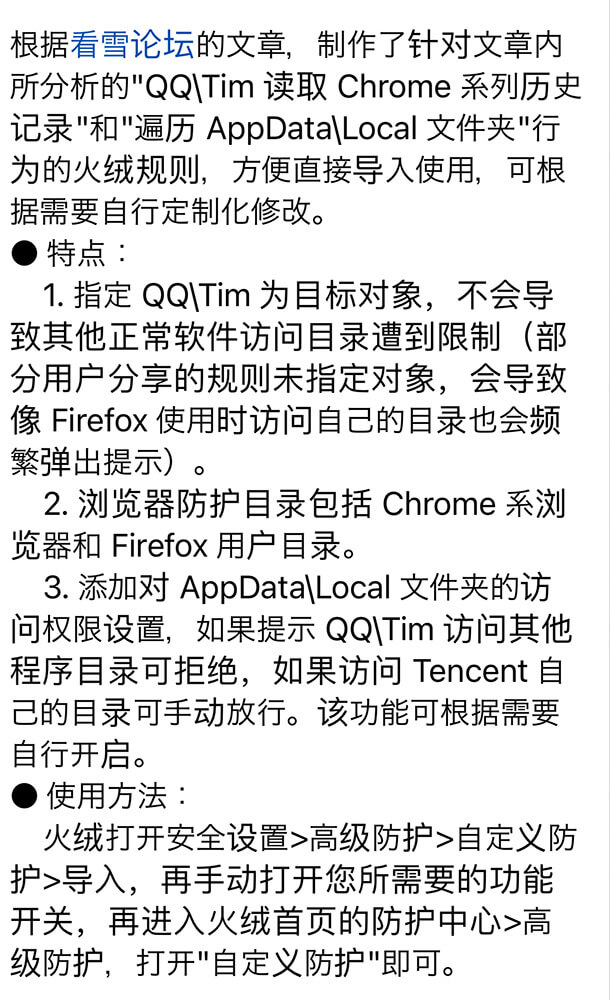 根据看雪论坛的文章，制作了针对文章内
所分析的"QQ\Tim 读取 Chrome 系列历史
记录"和"遍历 AppData\Local 文件夹"行
为的火绒规则，方便直接导入使用，可根
据需要自行定制化修改。
● 特点：
1. 指定 QQ\Tim 为目标对象，不会导
致其他正常软件访问目录遭到限制（部
分用户分享的规则未指定对象，会导致
像 Firefox 使用时访问自己的目录也会频
繁弹出提示）。
2. 浏览器防护目录包括 Chrome 系浏
览器和 Firefox 用户目录。
3. 添加对 AppData\Local 文件夹的访
问权限设置，如果提示 QQ\Tim 访问其他
程序目录可拒绝，如果访问 Tencent 自
己的目录可手动放行。该功能可根据需要
自行开启。
● 使用方法：
火绒打开安全设置>高级防护>自定义防
护>导入，再手动打开您所需要的功能
开关，再进入火绒首页的防护中心>高
级防护，打开"自定义防护"即可。